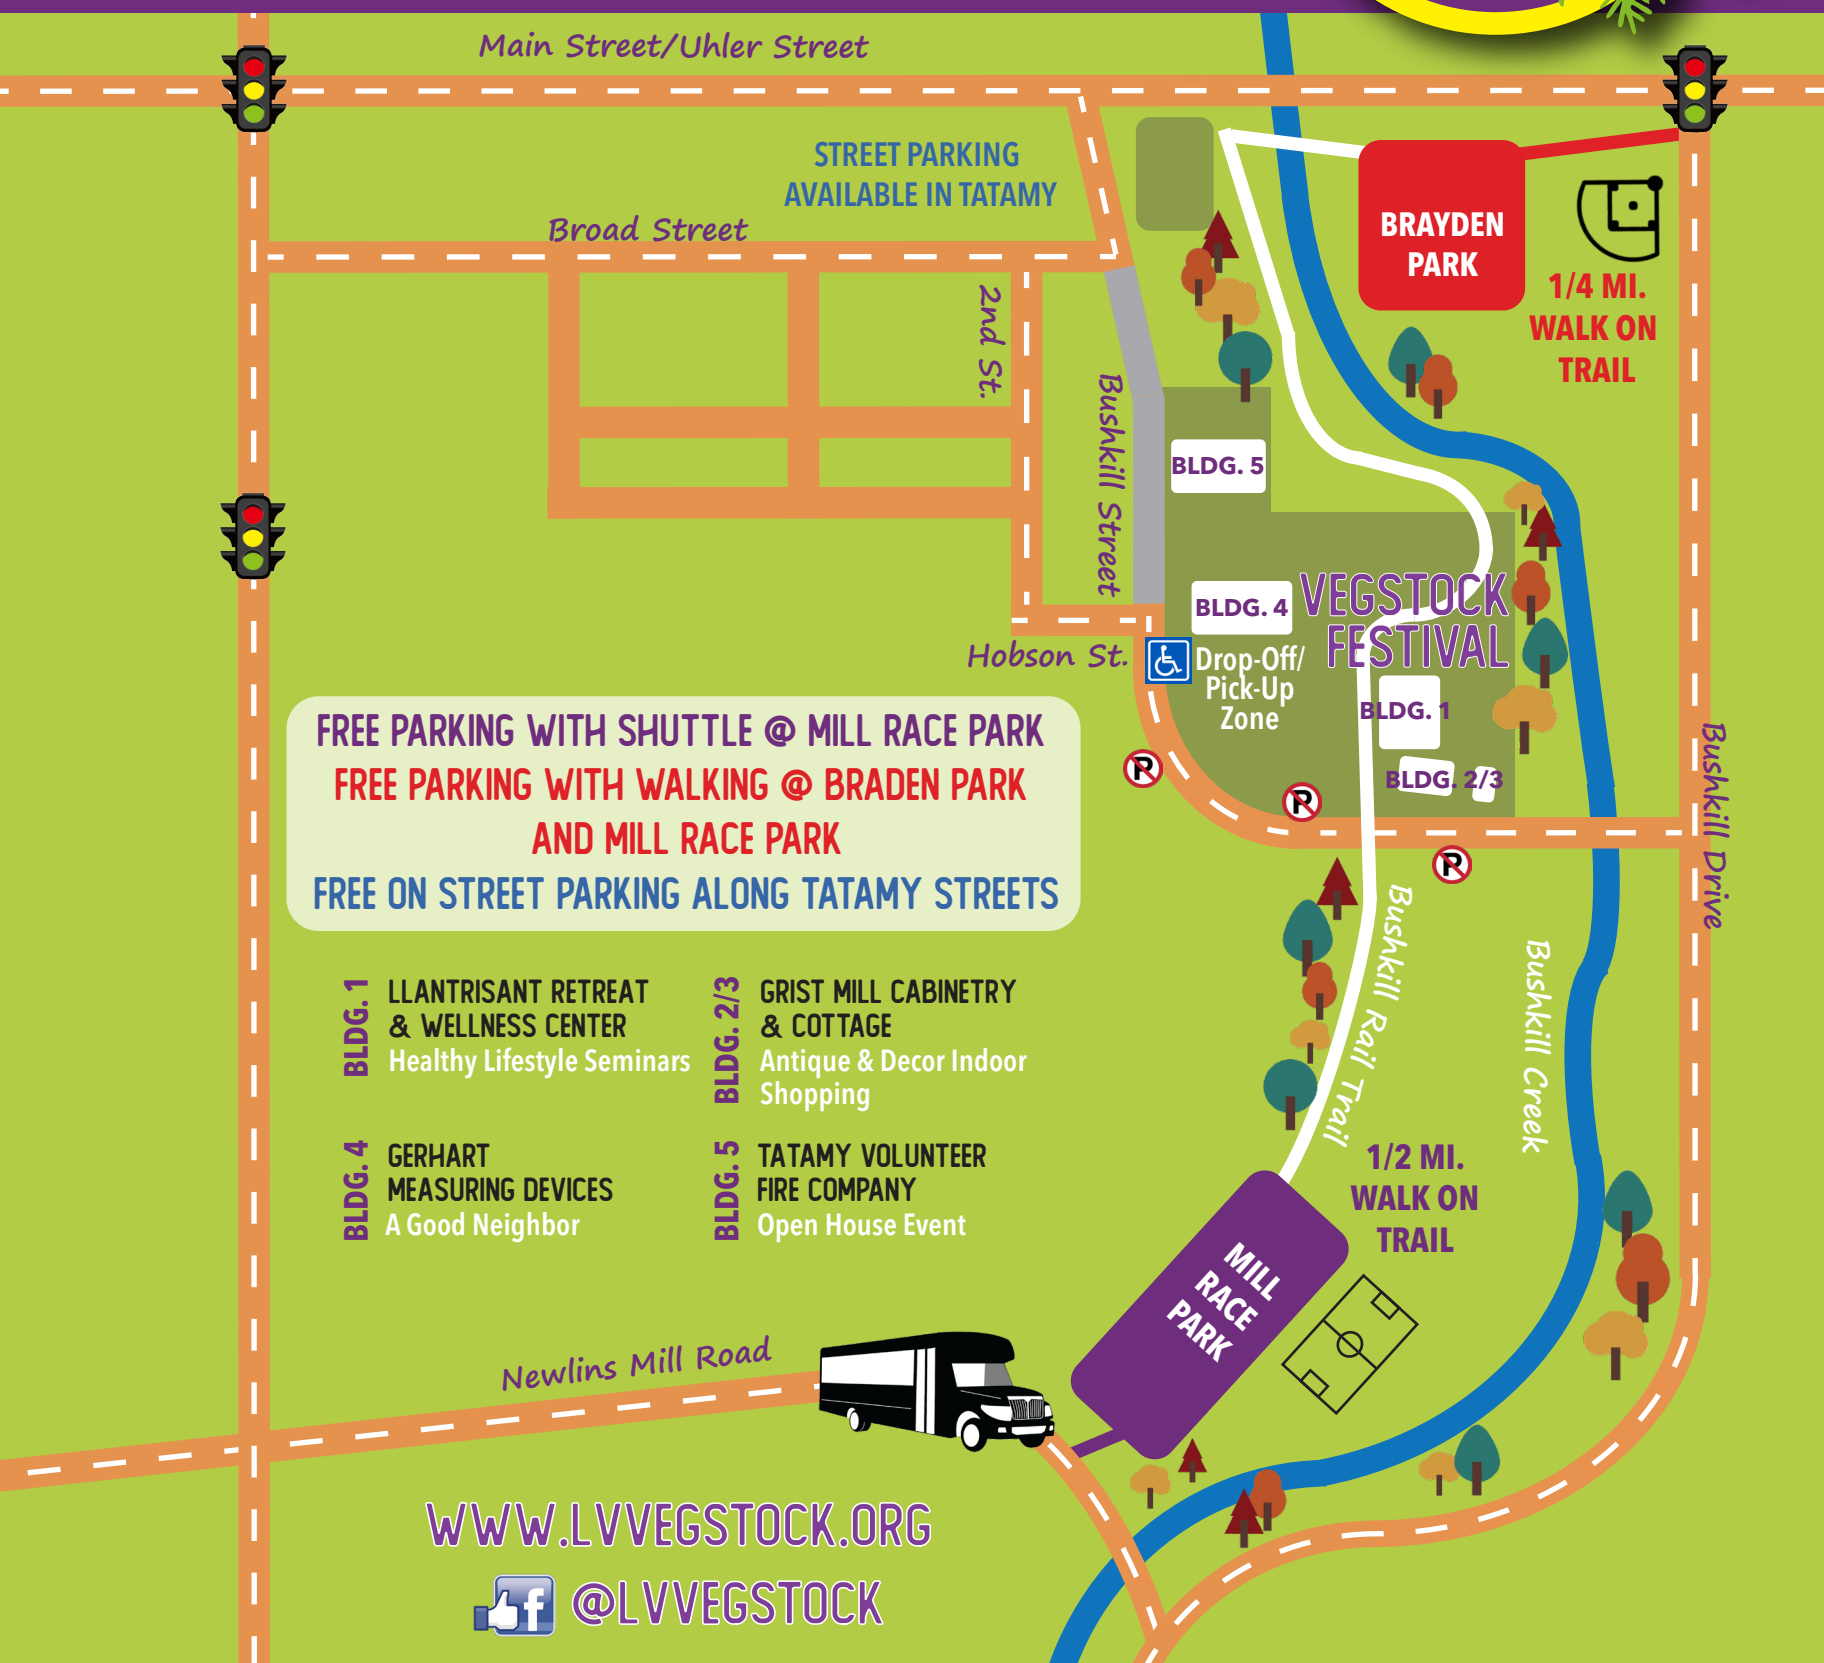 Main Street/Uhler Street
STREET PARKING
AVAILABLE IN TATAMY
Broad Street
2nd St.
Bushkill Street
BRAYDEN
PARK
1/4 MI.
WALK ON
TRAIL
BLDG. 5
BLDG. 4
VEGSTOCK
FESTIVAL
Hobson St.
Drop-Off/
Pick-Up
Zone
BLDG. 1
BLDG. 2/3
P
P
P
Bushkill Drive
FREE PARKING WITH SHUTTLE @ MILL RACE PARK
FREE PARKING WITH WALKING @ BRADEN PARK
AND MILL RACE PARK
FREE ON STREET PARKING ALONG TATAMY STREETS
Bushkill Rail Trail
Bushkill Creek
BLDG. 1
LLANTRISANT RETREAT
& WELLNESS CENTER
Healthy Lifestyle Seminars
BLDG. 2/3
GRIST MILL CABINETRY
& COTTAGE
Antique & Decor Indoor
Shopping
BLDG. 4
GERHART
MEASURING DEVICES
A Good Neighbor
BLDG. 5
TATAMY VOLUNTEER
FIRE COMPANY
Open House Event
1/2 MI.
WALK ON
TRAIL
MILL
RACE
PARK
Newlins Mill Road
WWW.LVVEGSTOCK.ORG
f @LVVEGSTOCK